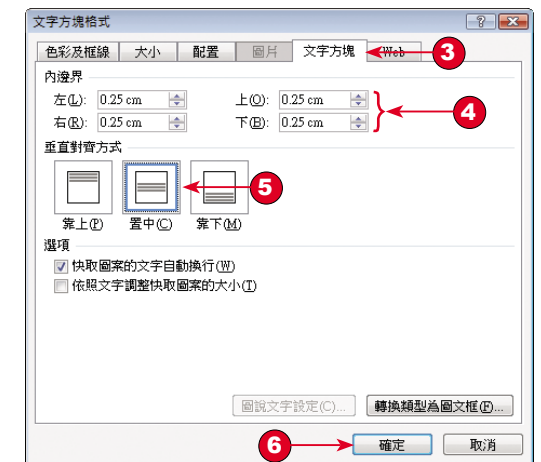 文字方塊格式
色彩及框線 大小 配置 圖片 文字方塊 Web
3
內邊界
左(L): 0.25 cm 上(O): 0.25 cm
右(R): 0.25 cm 下(B): 0.25 cm
4
垂直對齊方式
5
靠上(P) 置中(C) 靠下(M)
選項
快取圖案的文字自動換行(W)
依照文字調整快取圖案的大小(T)
圖說文字設定(C)... 轉換類型為圖文框(F)...
6
確定 取消